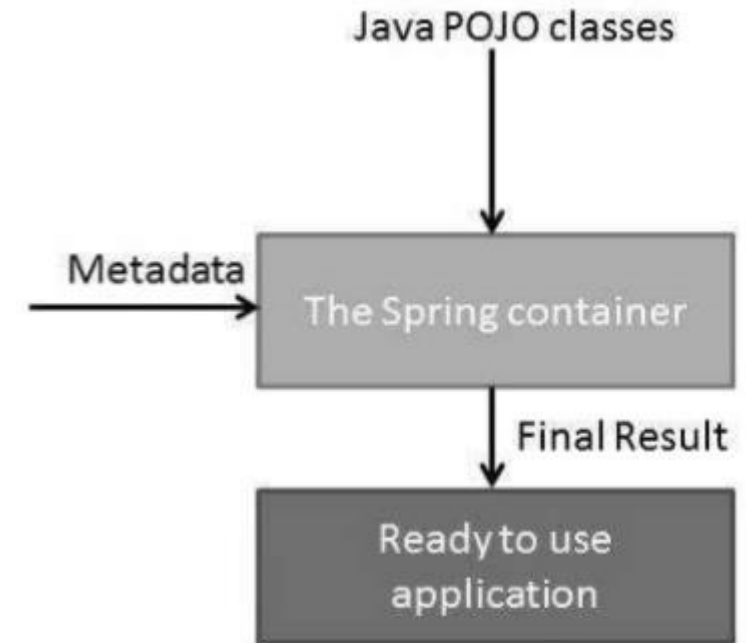 Java POJO classes
Metadata
The Spring container
Final Result
Ready to use
application